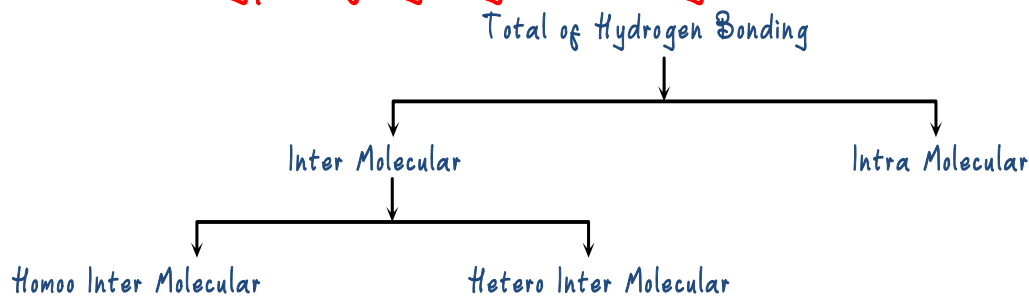 Total of Hydrogen Bonding
Inter Molecular
Intra Molecular
Homoo Inter Molecular
Hetero Inter Molecular